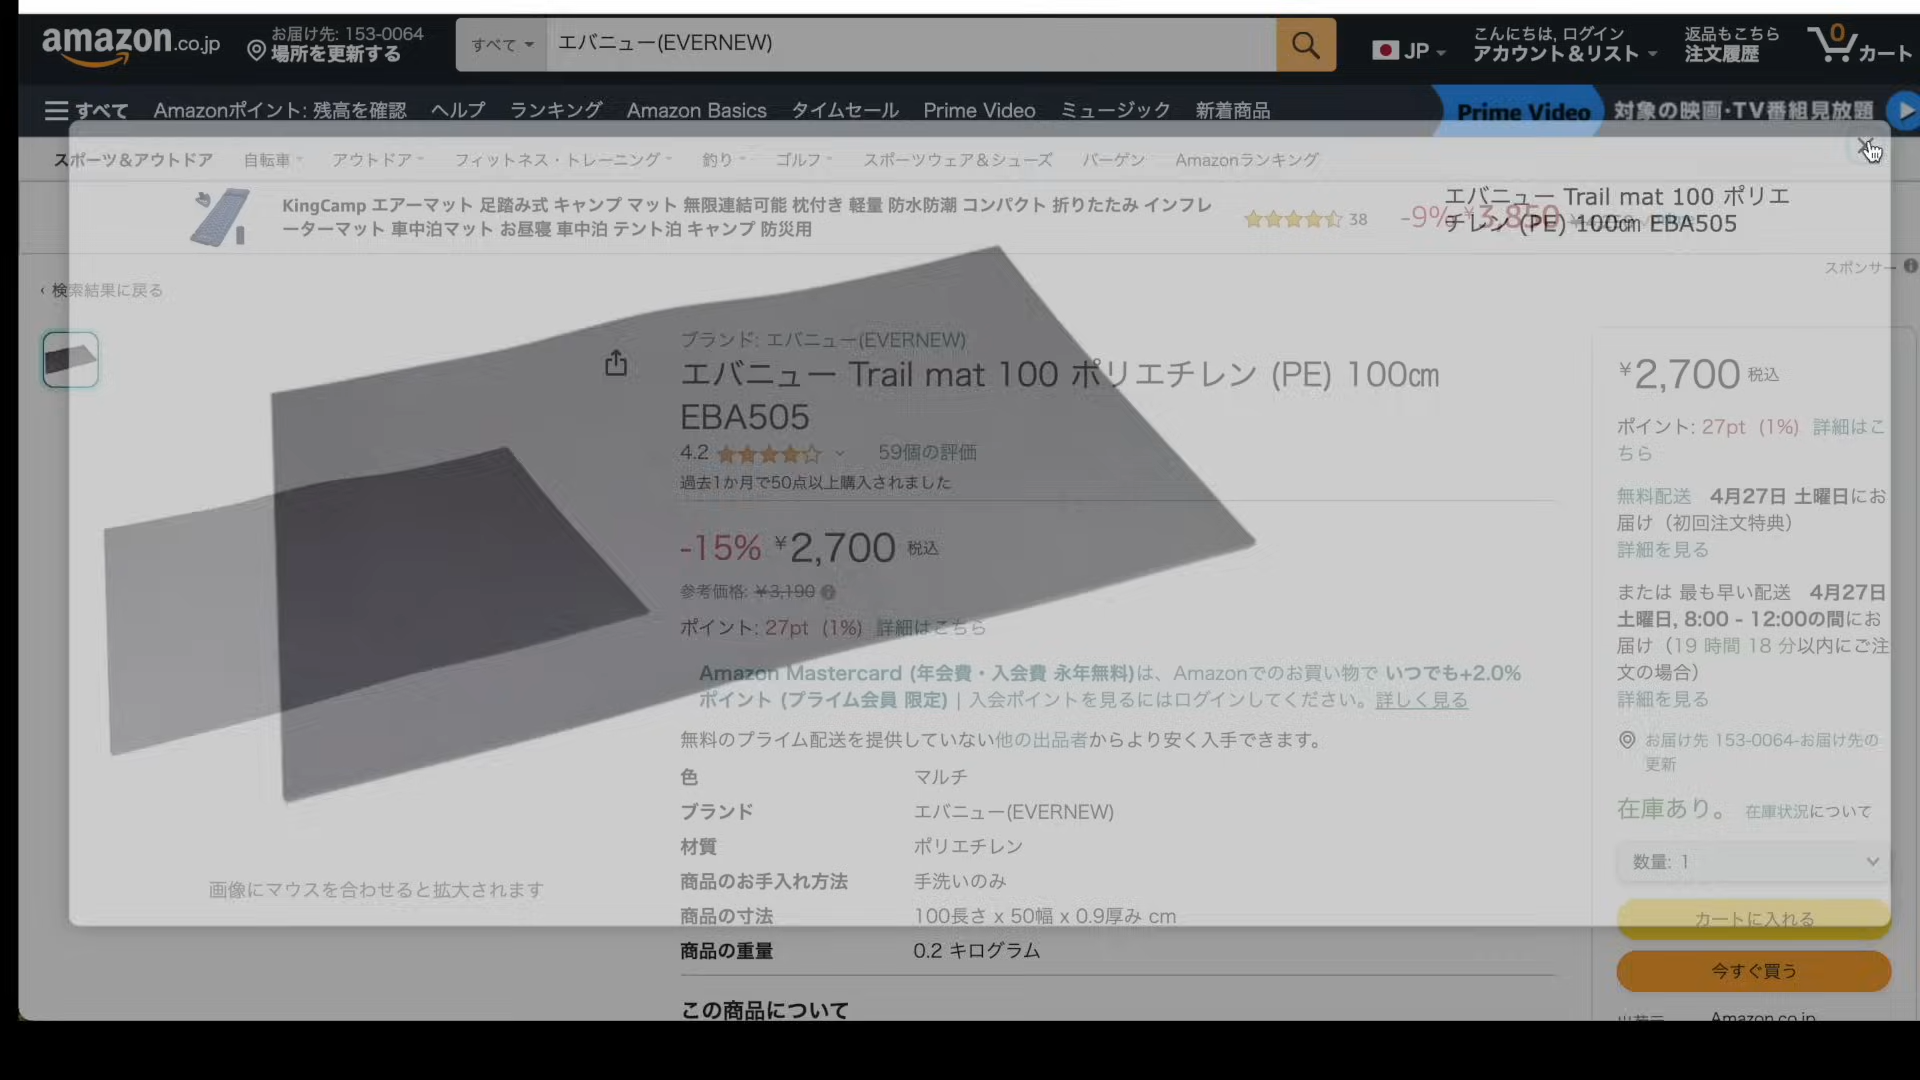 amazon.co.jp
お届け先: 153-0064
場所を更新する
すべて
エバニュー(EVERNEW)
JP
こんにちは, ログイン
アカウント＆リスト
返品もこちら
注文履歴
0
カート
すべて
Amazonポイント: 残高を確認
ヘルプ
ランキング
Amazon Basics
タイムセール
Prime Video
ミュージック
新着商品
Prime Video
対象の映画・TV番組見放題
スポーツ＆アウトドア
自転車
アウトドア
フィットネス・トレーニング
釣り
ゴルフ
スポーツウェア＆シューズ
バーゲン
Amazonランキング
KingCamp エアーマット 足踏み式 キャンプ マット 無限連結可能 枕付き 軽量 防水防潮 コンパクト 折りたたみ インフレ
ーターマット 車中泊マット お昼寝 車中泊 テント泊 キャンプ 防災用
38
-9% ¥3,850
エバニュー Trail mat 100 ポリエ
チレン (PE) 100㎝ EBA505
スポンサー
‹ 検索結果に戻る
ブランド: エバニュー(EVERNEW)
エバニュー Trail mat 100 ポリエチレン (PE) 100㎝
EBA505
4.2
59個の評価
過去1か月で50点以上購入されました
-15% ¥2,700 税込
参考価格: ¥3,190
ポイント: 27pt (1%) 詳細はこちら
Amazon Mastercard (年会費・入会費 永年無料)は、Amazonでのお買い物で いつでも+2.0%
ポイント (プライム会員 限定) | 入会ポイントを見るにはログインしてください。詳しく見る
無料のプライム配送を提供していない他の出品者からより安く入手できます。
色 マルチ
ブランド エバニュー(EVERNEW)
材質 ポリエチレン
商品のお手入れ方法 手洗いのみ
商品の寸法 100長さ x 50幅 x 0.9厚み cm
商品の重量 0.2 キログラム
この商品について
画像にマウスを合わせると拡大されます
¥2,700 税込
ポイント: 27pt (1%) 詳細はこ
ちら
無料配送 4月27日 土曜日にお
届け（初回注文特典）
詳細を見る
または 最も早い配送 4月27日
土曜日, 8:00 - 12:00の間にお
届け（19 時間 18 分以内にご注
文の場合）
詳細を見る
お届け先 153-0064-お届け先の
更新
在庫あり。 在庫状況について
数量: 1
カートに入れる
今すぐ買う
Amazon.co.jp